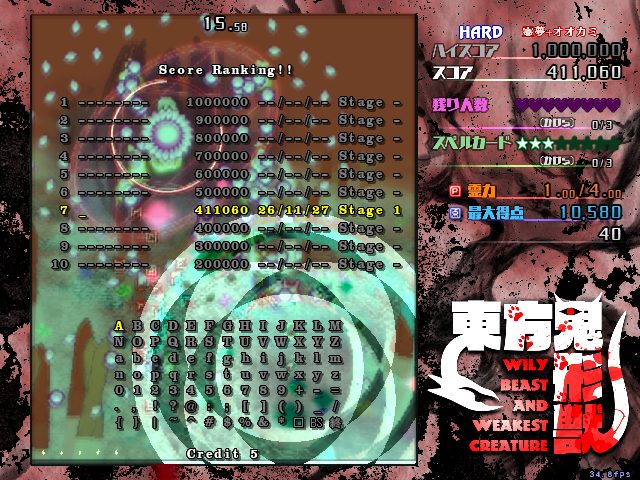 15.58
Score Ranking!!
1 -------- 1000000 --/--/-- Stage -
2 -------- 900000 --/--/-- Stage -
3 -------- 800000 --/--/-- Stage -
4 -------- 700000 --/--/-- Stage -
5 -------- 600000 --/--/-- Stage -
6 -------- 500000 --/--/-- Stage -
7 _ 411060 26/11/27 Stage 1
8 -------- 400000 --/--/-- Stage -
9 -------- 300000 --/--/-- Stage -
10 -------- 200000 --/--/-- Stage -
A B C D E F G H I J K L M
N O P Q R S T U V W X Y Z
a b c d e f g h i j k l m
n o p q r s t u v w x y z
0 1 2 3 4 5 6 7 8 9 + - =
. , ! ? @ : ; [ ] ( ) _ /
{ } | ~ ^ # $ % & * □ BS 終
Credit 5
HARD 霊夢+オオカミ
ハイスコア 1,000,000
スコア 411,060
残り人数
(かけら) 0/3
スペルカード
(かけら) 0/3
P 霊力 1.00/4.00
最大得点 10,580
40
東方鬼形獣
WILY
BEAST
AND
WEAKEST
CREATURE
34.8fps